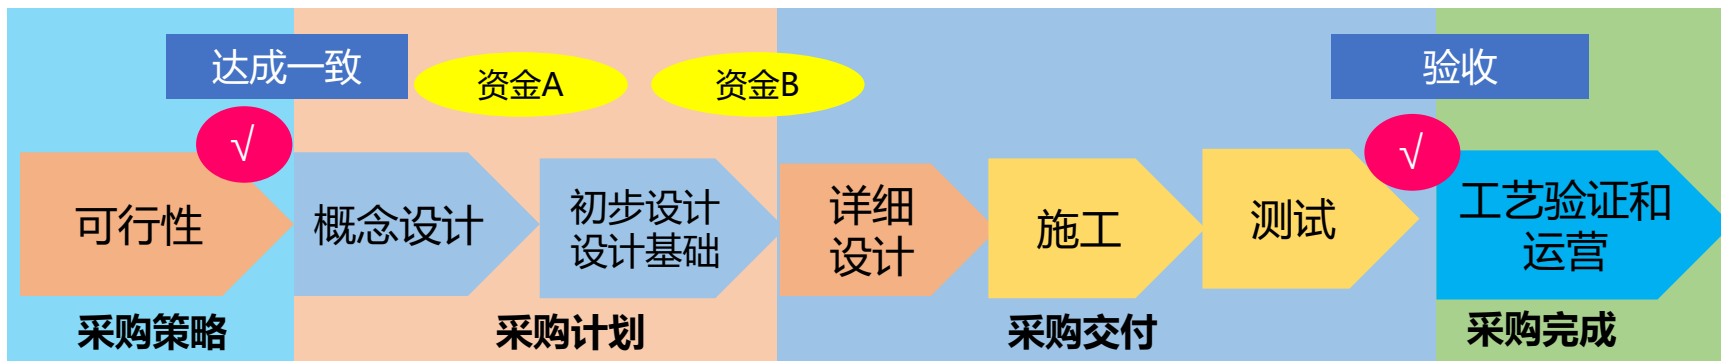 达成一致
资金A
资金B
验收
√
√
可行性
概念设计
初步设计
设计基础
详细
设计
施工
测试
工艺验证和
运营
采购策略
采购计划
采购交付
采购完成